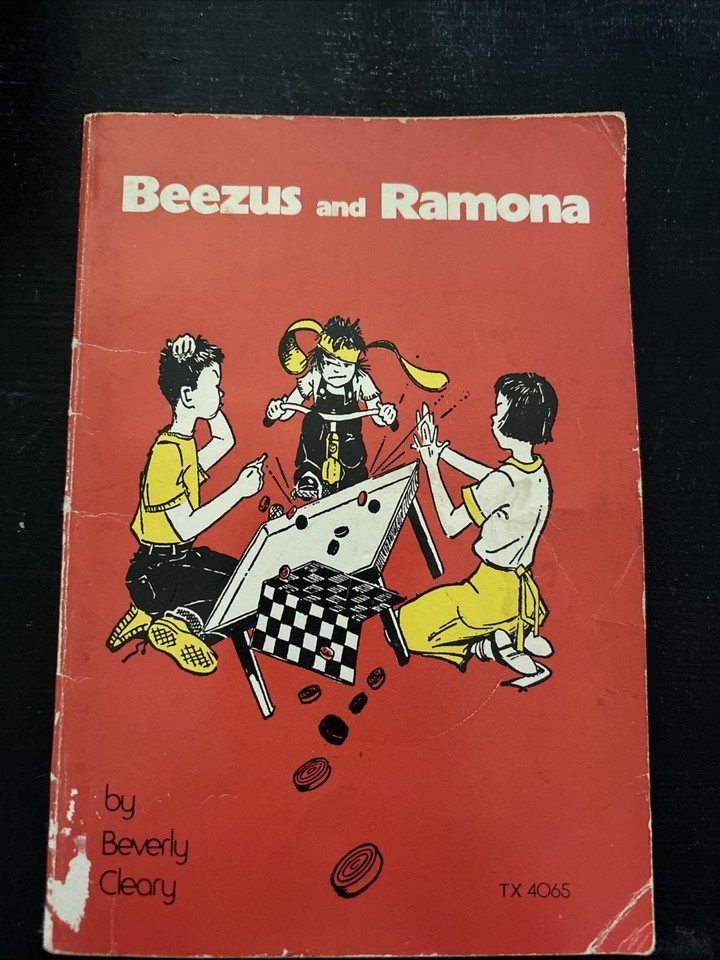 Beezus and Ramona
by
Beverly
Cleary
TX 4065